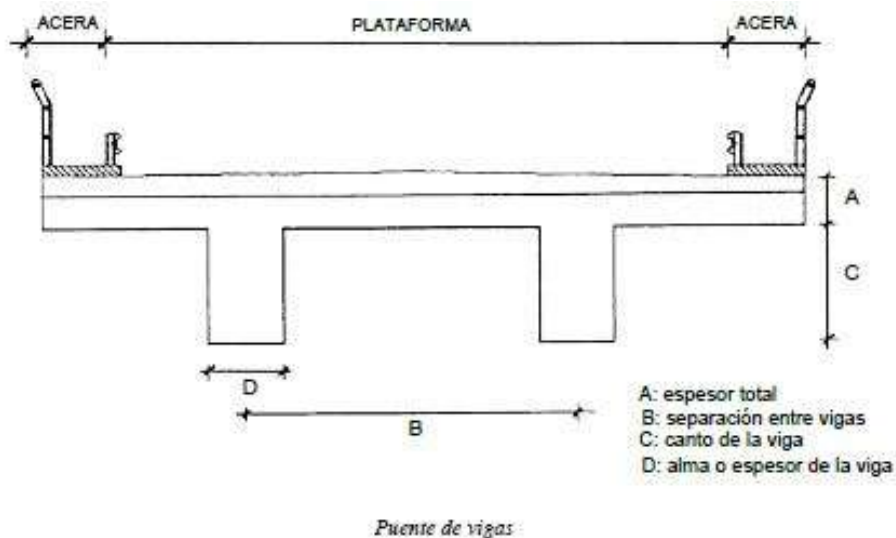 ACERA PLATAFORMA ACERA
A
C
D
B
A: espesor total
B: separación entre vigas
C: canto de la viga
D: alma o espesor de la viga
Puente de vigas